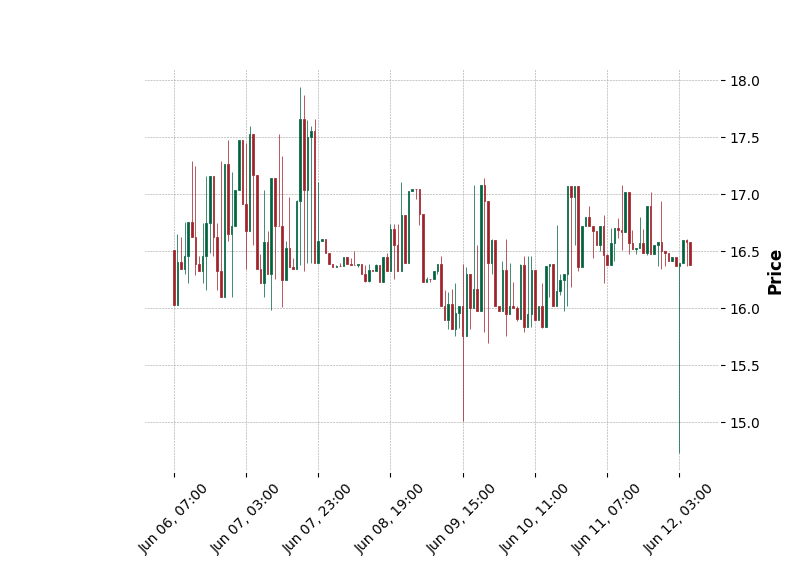 18.0
17.5
17.0
16.5
16.0
15.5
15.0
Price
Jun 06, 07:00
Jun 07, 03:00
Jun 07, 23:00
Jun 08, 19:00
Jun 09, 15:00
Jun 10, 11:00
Jun 11, 07:00
Jun 12, 03:00